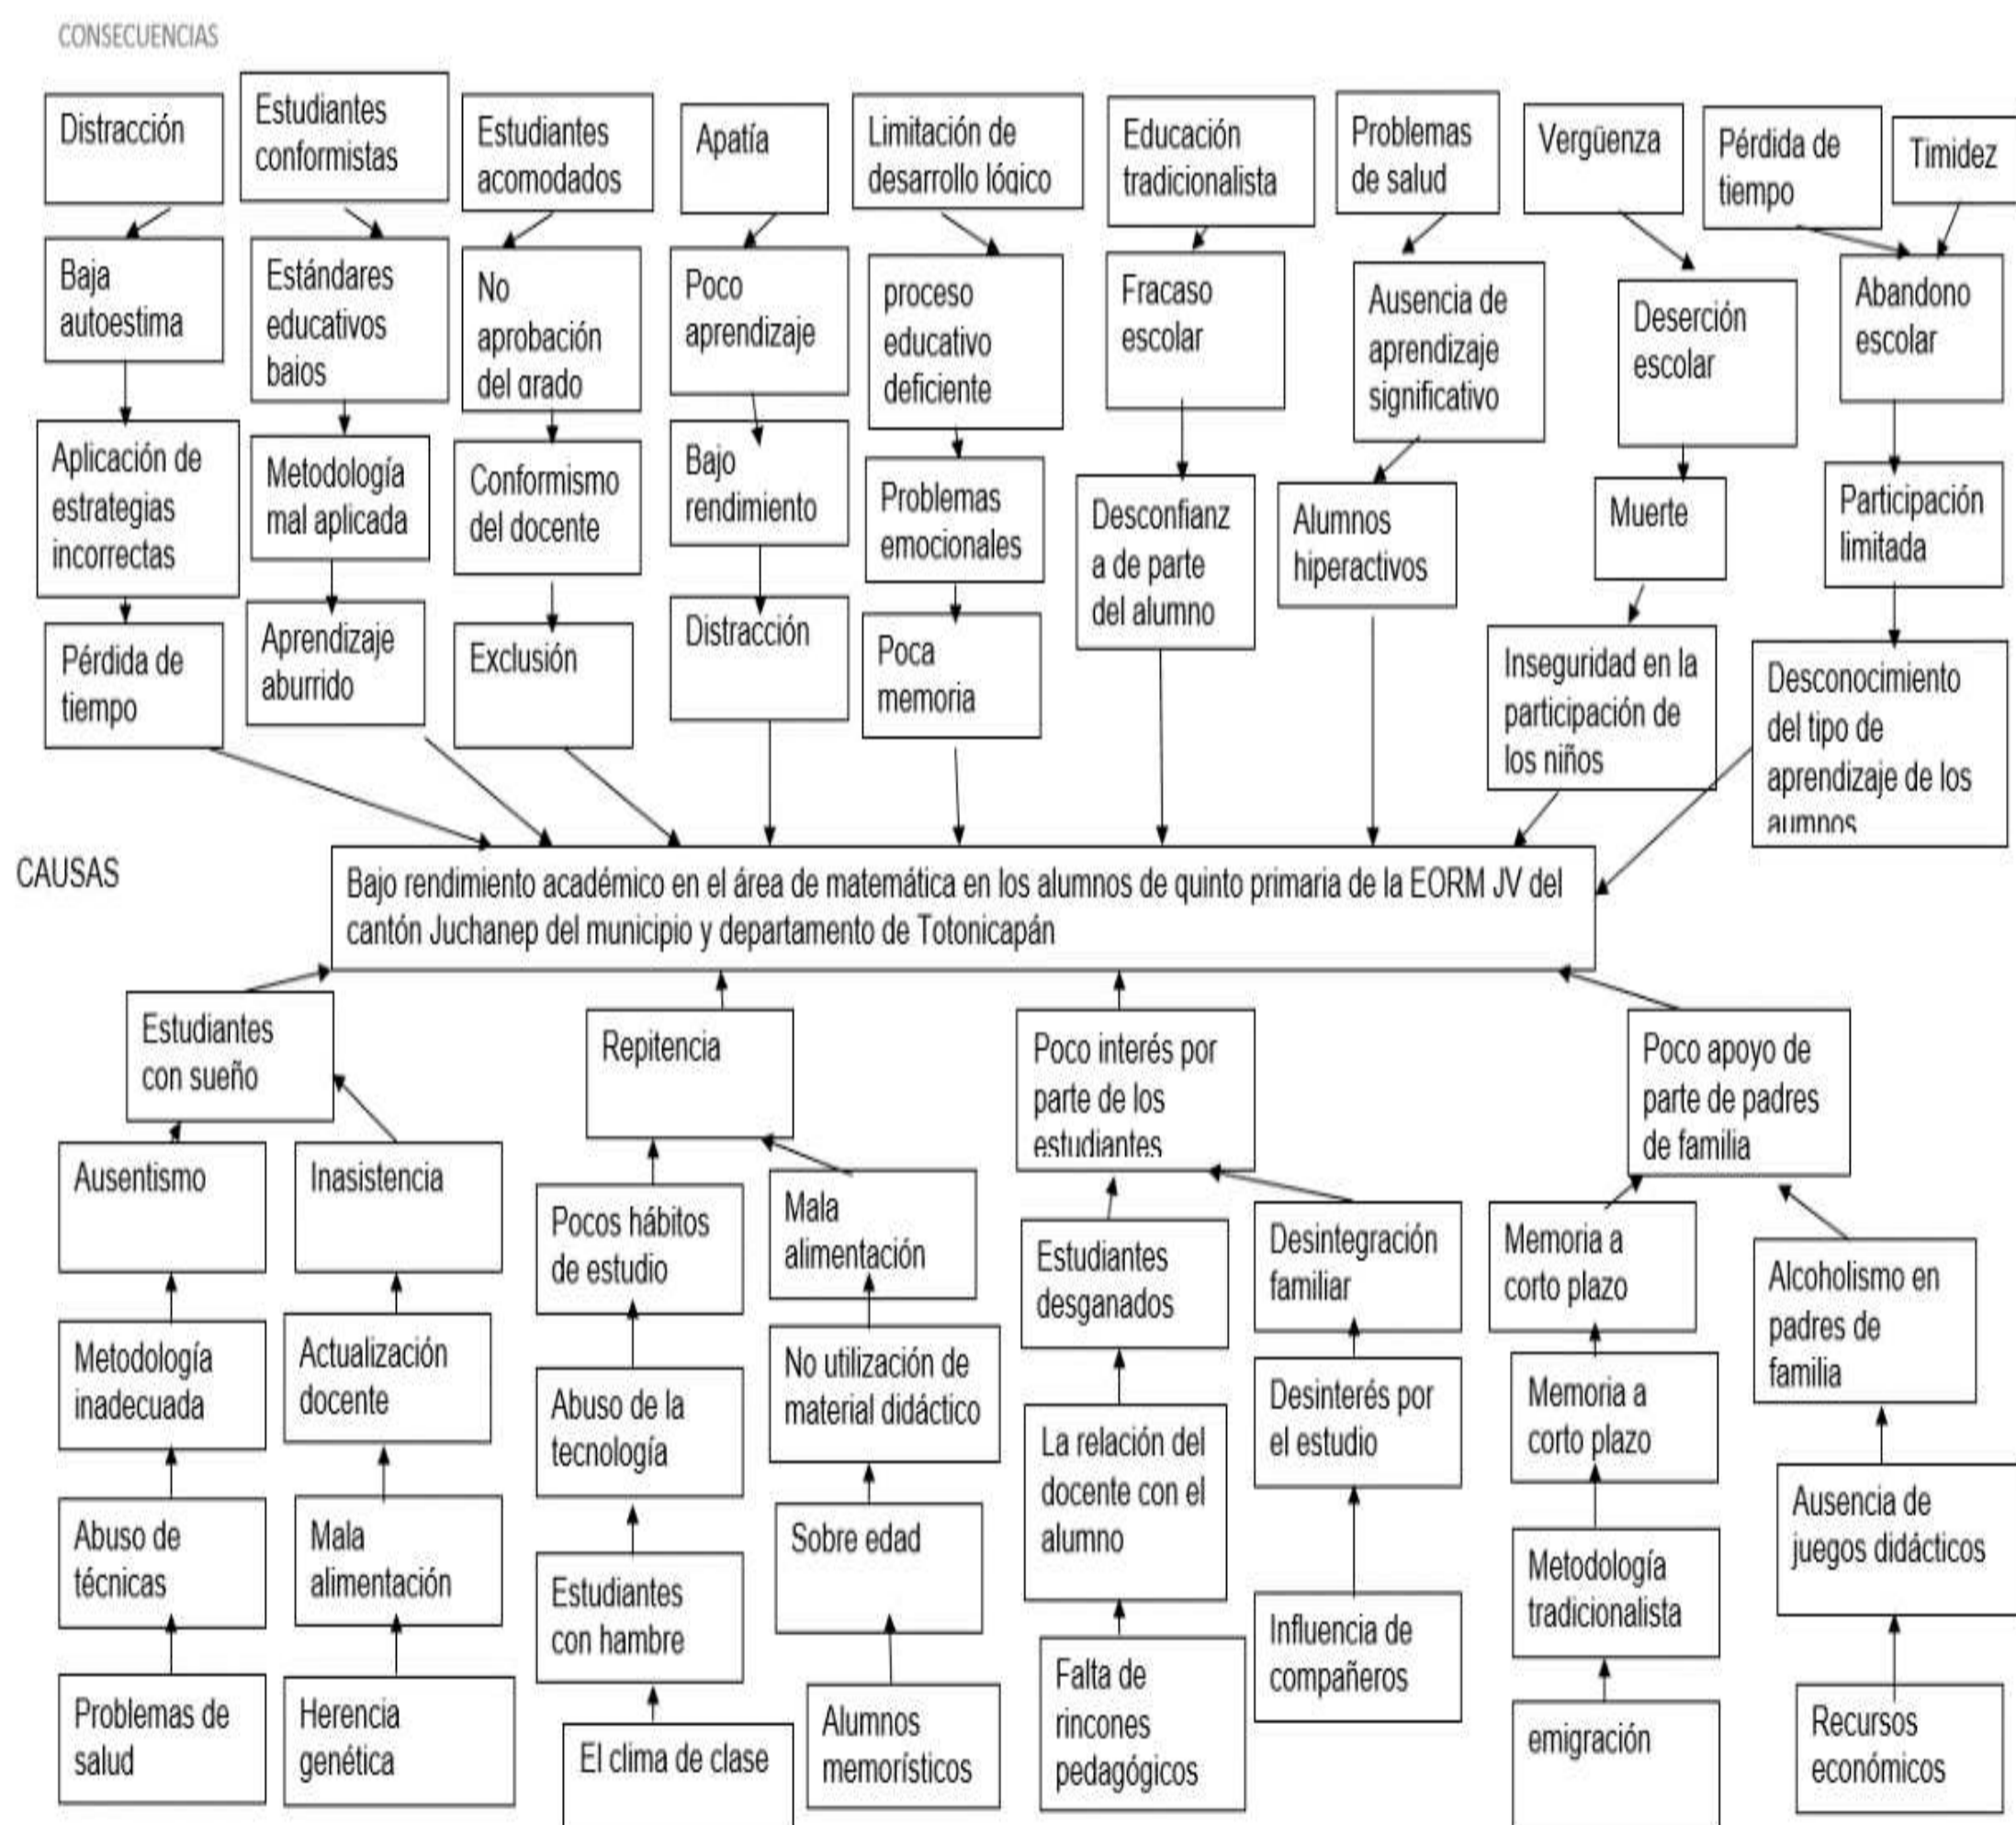 CONSECUENCIAS
Distracción
Estudiantes
conformistas
Estudiantes
acomodados
Apatía
Limitación de
desarrollo lógico
Educación
tradicionalista
Problemas
de salud
Vergüenza
Pérdida de
tiempo
Timidez
Baja
autoestima
Estándares
educativos
bajos
No
aprobación
del grado
Poco
aprendizaje
proceso
educativo
deficiente
Fracaso
escolar
Ausencia de
aprendizaje
significativo
Deserción
escolar
Abandono
escolar
Aplicación de
estrategias
incorrectas
Metodología
mal aplicada
Conformismo
del docente
Bajo
rendimiento
Problemas
emocionales
Desconfianz
a de parte
del alumno
Alumnos
hiperactivos
Muerte
Participación
limitada
Pérdida de
tiempo
Aprendizaje
aburrido
Exclusión
Distracción
Poca
memoria
Inseguridad en la
participación de
los niños
Desconocimiento
del tipo de
aprendizaje de los
aumnos
CAUSAS
Bajo rendimiento académico en el área de matemática en los alumnos de quinto primaria de la EORM JV del
cantón Juchanep del municipio y departamento de Totonicapán
Estudiantes
con sueño
Repitencia
Poco interés por
parte de los
estudiantes
Poco apoyo de
parte de padres
de familia
Ausentismo
Inasistencia
Pocos hábitos
de estudio
Mala
alimentación
Estudiantes
desganados
Desintegración
familiar
Memoria a
corto plazo
Alcoholismo en
padres de
familia
Metodología
inadecuada
Actualización
docente
Abuso de la
tecnología
No utilización de
material didáctico
La relación del
docente con el
alumno
Desinterés por
el estudio
Memoria a
corto plazo
Ausencia de
juegos didácticos
Abuso de
técnicas
Mala
alimentación
Estudiantes
con hambre
Sobre edad
Falta de
rincones
pedagógicos
Influencia de
compañeros
Metodología
tradicionalista
Recursos
económicos
Problemas de
salud
Herencia
genética
El clima de clase
Alumnos
memorísticos
emigración